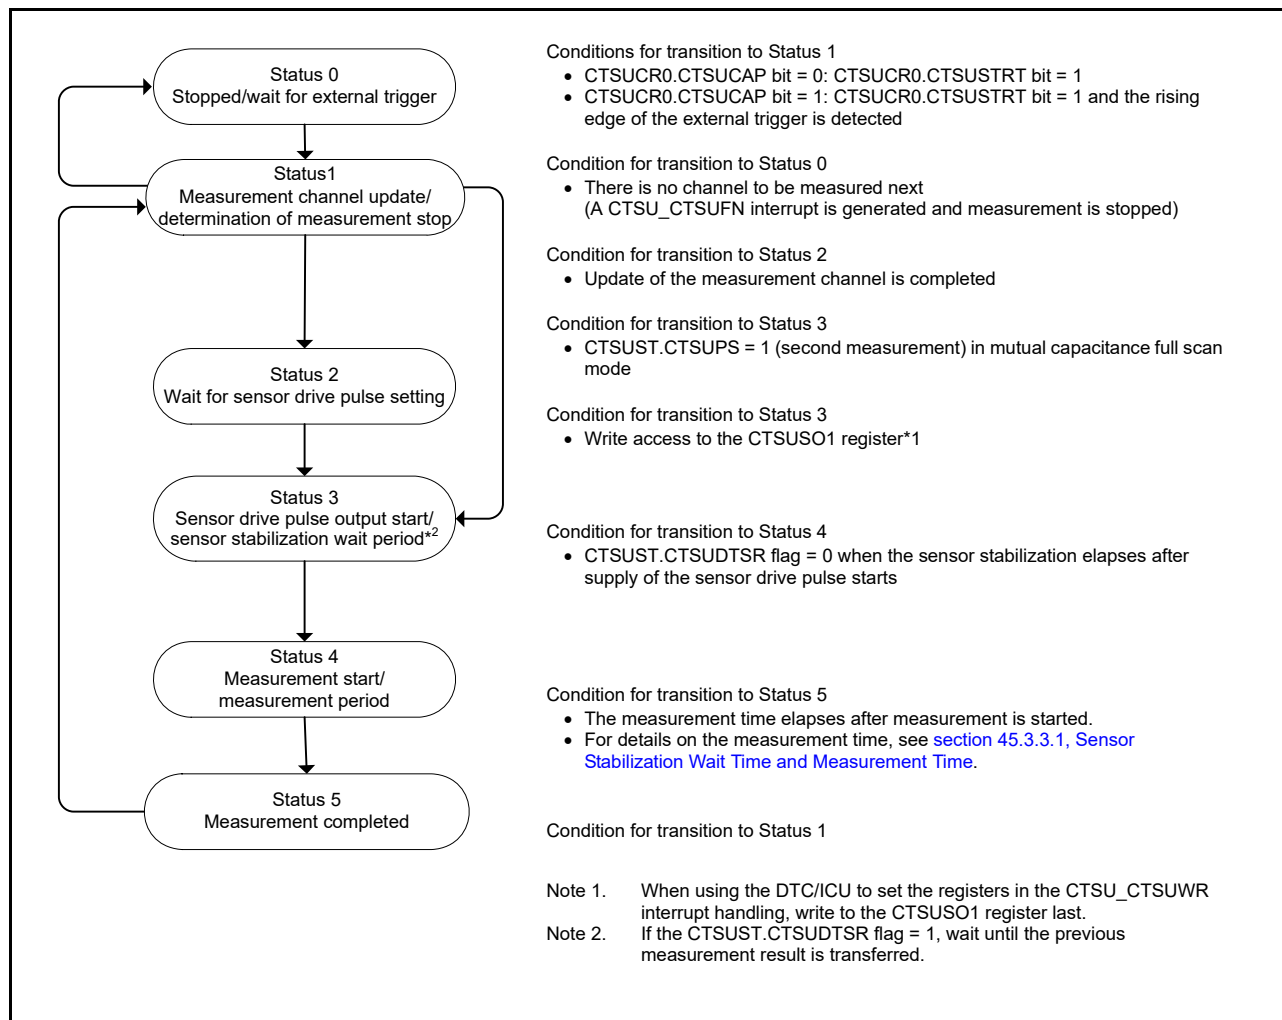 Status 0
Stopped/wait for external trigger
Status1
Measurement channel update/
determination of measurement stop
Status 2
Wait for sensor drive pulse setting
Status 3
Sensor drive pulse output start/
sensor stabilization wait period*2
Status 4
Measurement start/
measurement period
Status 5
Measurement completed
Conditions for transition to Status 1
• CTSUCR0.CTSUCAP bit = 0: CTSUCR0.CTSUSTRT bit = 1
• CTSUCR0.CTSUCAP bit = 1: CTSUCR0.CTSUSTRT bit = 1 and the rising
edge of the external trigger is detected
Condition for transition to Status 0
• There is no channel to be measured next
(A CTSU_CTSUFN interrupt is generated and measurement is stopped)
Condition for transition to Status 2
• Update of the measurement channel is completed
Condition for transition to Status 3
• CTSUST.CTSUPS = 1 (second measurement) in mutual capacitance full scan
mode
Condition for transition to Status 3
• Write access to the CTSUSO1 register*1
Condition for transition to Status 4
• CTSUST.CTSUDTSR flag = 0 when the sensor stabilization elapses after
supply of the sensor drive pulse starts
Condition for transition to Status 5
• The measurement time elapses after measurement is started.
• For details on the measurement time, see section 45.3.3.1, Sensor
Stabilization Wait Time and Measurement Time.
Condition for transition to Status 1
Note 1. When using the DTC/ICU to set the registers in the CTSU_CTSUWR
interrupt handling, write to the CTSUSO1 register last.
Note 2. If the CTSUST.CTSUDTSR flag = 1, wait until the previous
measurement result is transferred.